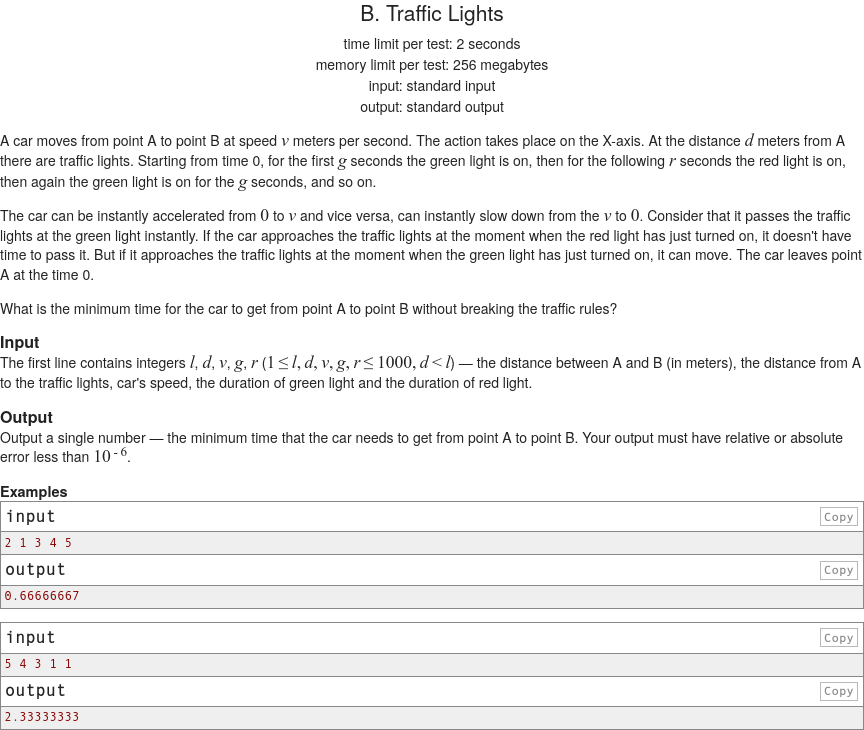 B. Traffic Lights
time limit per test: 2 seconds
memory limit per test: 256 megabytes
input: standard input
output: standard output
A car moves from point A to point B at speed v meters per second. The action takes place on the X-axis. At the distance d meters from A
there are traffic lights. Starting from time 0, for the first g seconds the green light is on, then for the following r seconds the red light is on,
then again the green light is on for the g seconds, and so on.
The car can be instantly accelerated from 0 to v and vice versa, can instantly slow down from the v to 0. Consider that it passes the traffic
lights at the green light instantly. If the car approaches the traffic lights at the moment when the red light has just turned on, it doesn't have
time to pass it. But if it approaches the traffic lights at the moment when the green light has just turned on, it can move. The car leaves point
A at the time 0.
What is the minimum time for the car to get from point A to point B without breaking the traffic rules?
Input
The first line contains integers l, d, v, g, r (1 ≤ l, d, v, g, r ≤ 1000, d < l) — the distance between A and B (in meters), the distance from A
to the traffic lights, car's speed, the duration of green light and the duration of red light.
Output
Output a single number — the minimum time that the car needs to get from point A to point B. Your output must have relative or absolute
error less than 10^-6.
Examples
input Copy
2 1 3 4 5
output Copy
0.66666667
input Copy
5 4 3 1 1
output Copy
2.33333333